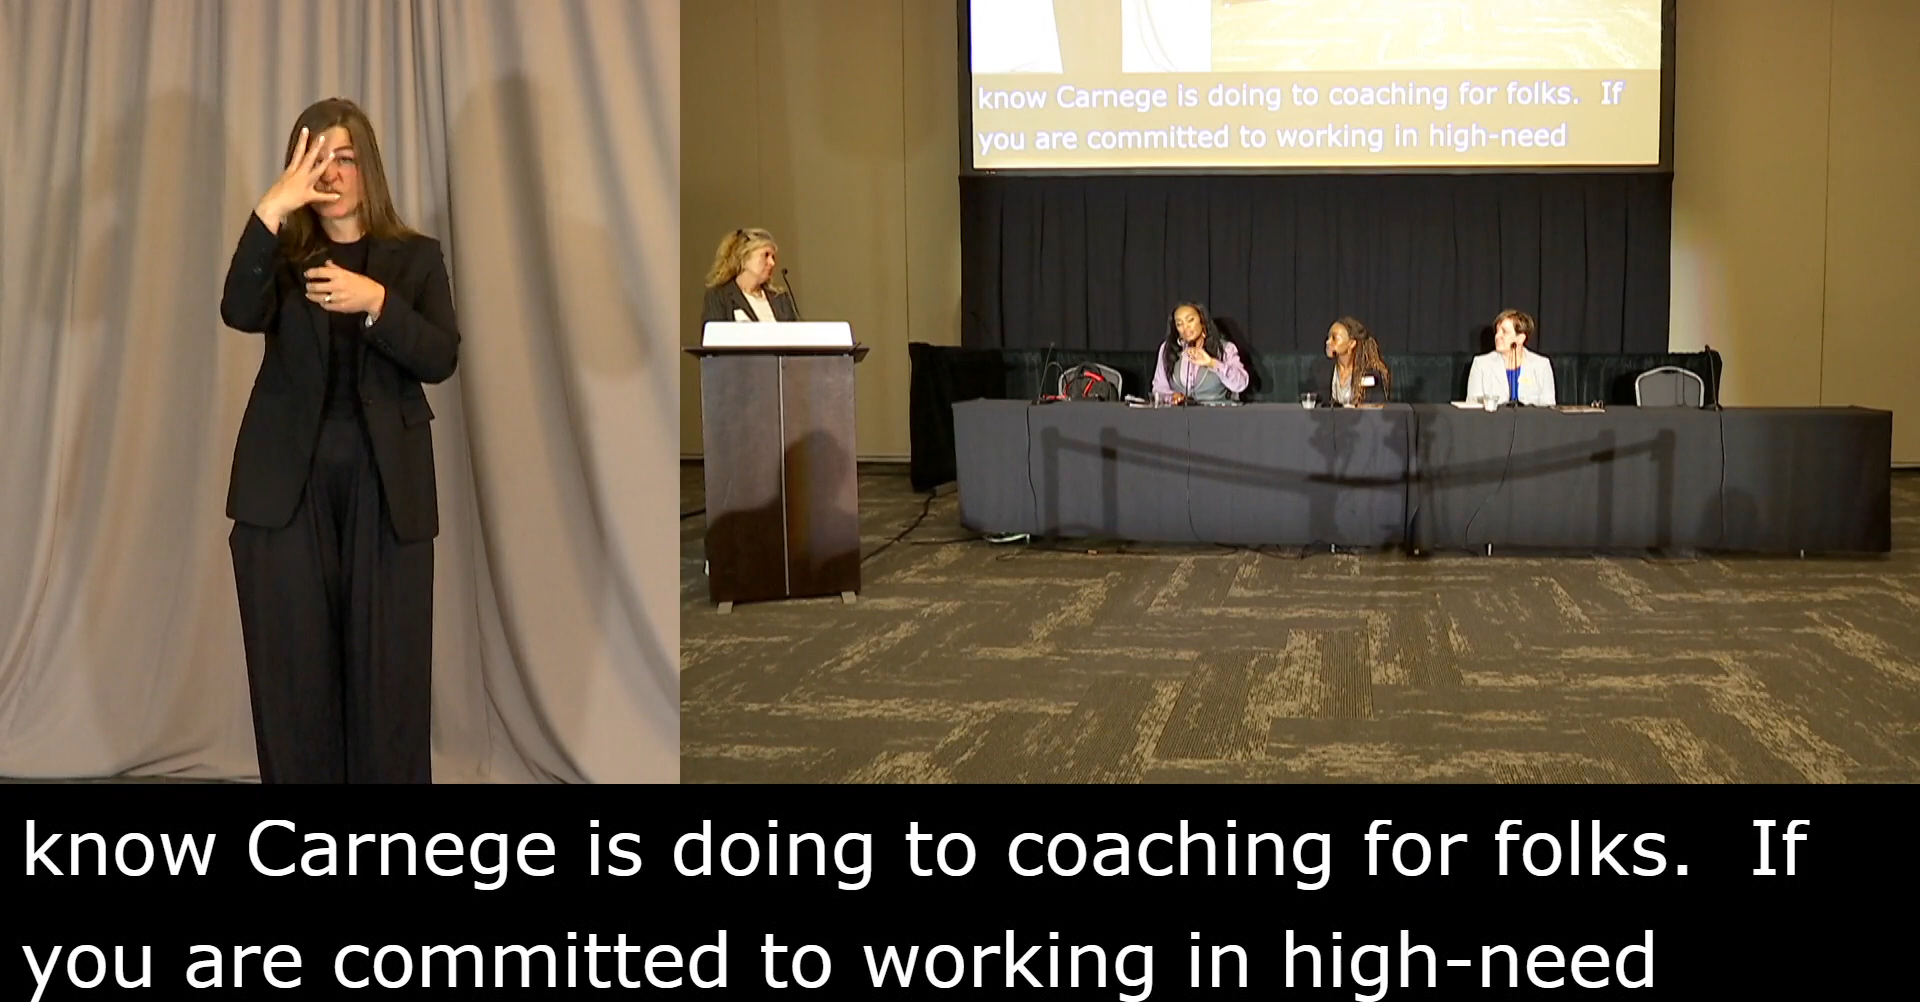 know Carnege is doing to coaching for folks.  If
you are committed to working in high-need
know Carnege is doing to coaching for folks.  If
you are committed to working in high-need